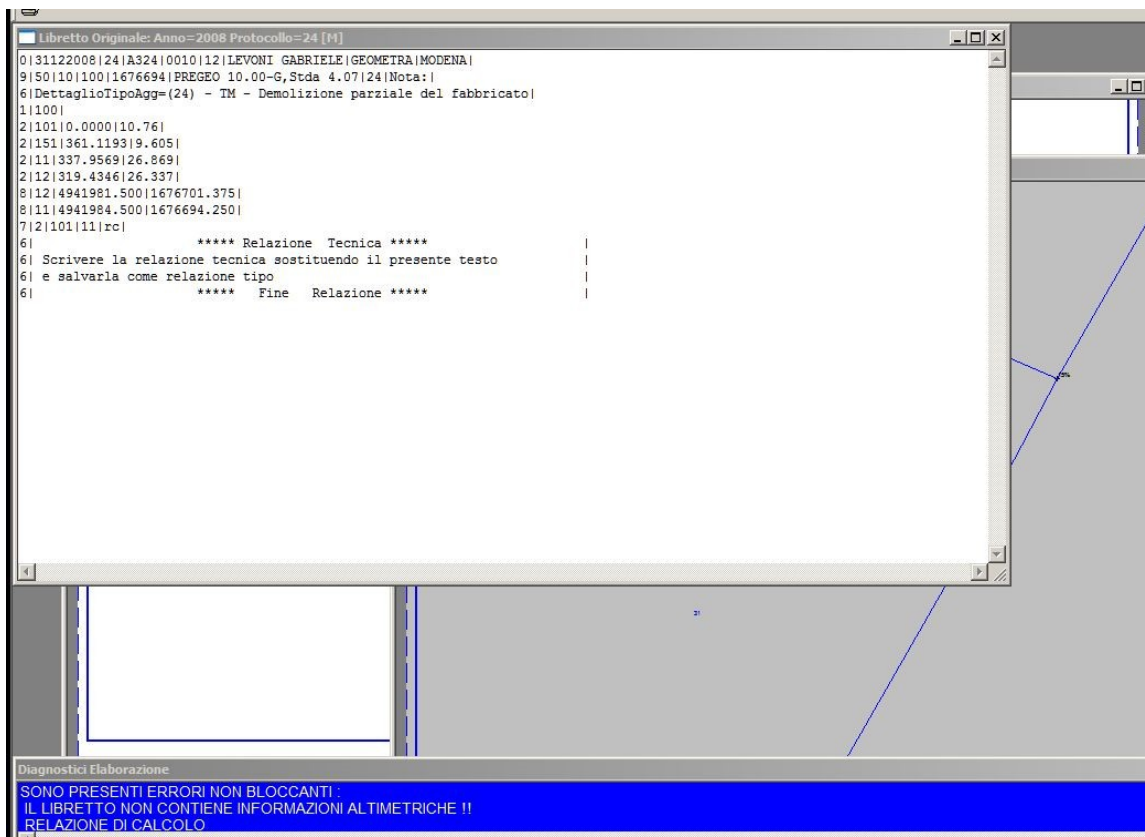 Libretto Originale: Anno=2008 Protocollo=24 [M]
0|31122008|24|A324|0010|12|LEVONI GABRIELE|GEOMETRA|MODENA|
9|50|10|100|1676694|PREGEO 10.00-G,Stda 4.07|24|Nota:|
6|DettaglioTipoAgg=(24) - TM - Demolizione parziale del fabbricato|
1|100|
2|101|0.0000|10.76|
2|151|361.1193|9.605|
2|11|337.9569|26.869|
2|12|319.4346|26.337|
8|12|4941981.500|1676701.375|
8|11|4941984.500|1676694.250|
7|2|101|11|rc|
6| ***** Relazione Tecnica ***** |
6| Scrivere la relazione tecnica sostituendo il presente testo |
6| e salvarla come relazione tipo |
6| ***** Fine Relazione ***** |
Diagnostici Elaborazione
SONO PRESENTI ERRORI NON BLOCCANTI :
IL LIBRETTO NON CONTIENE INFORMAZIONI ALTIMETRICHE !!
RELAZIONE DI CALCOLO